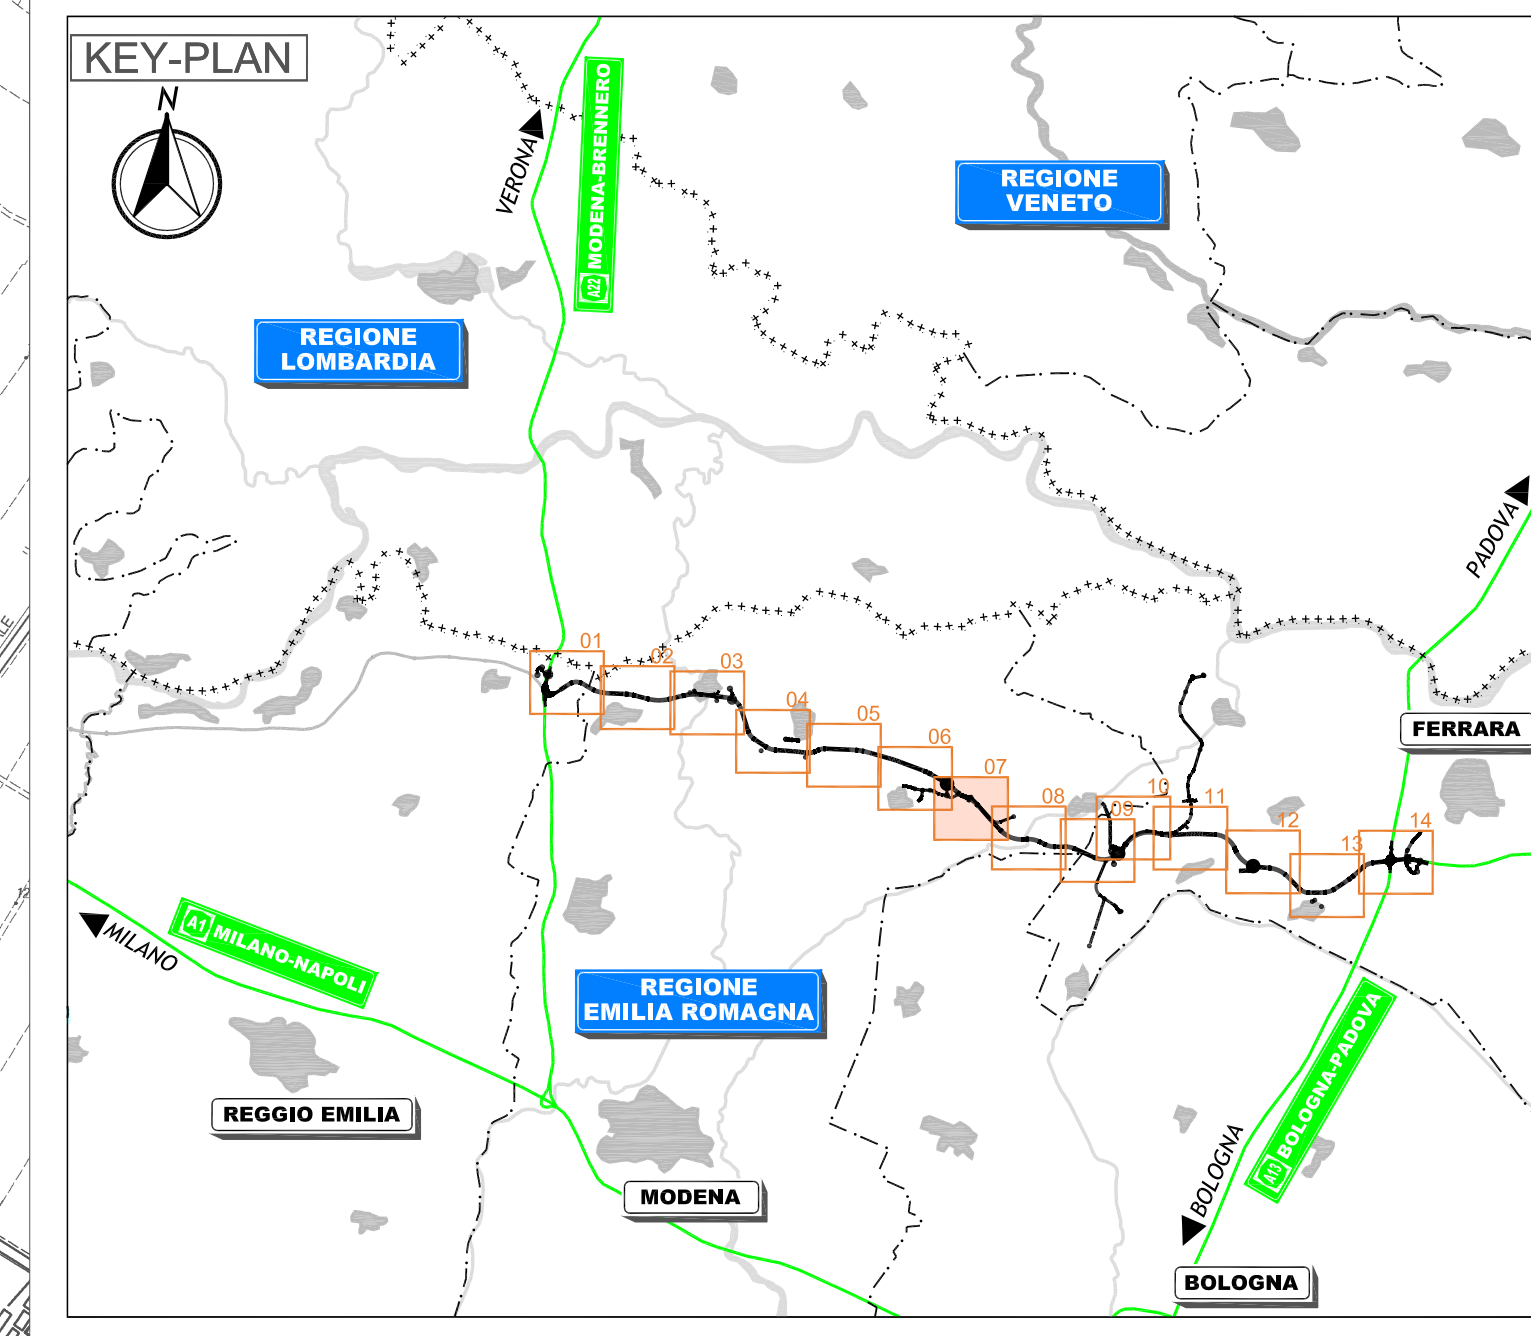 KEY-PLAN
N
VERONA
A22 MODENA-BRENNERO
REGIONE
VENETO
REGIONE
LOMBARDIA
PADOVA
01
02
03
04
05
06
07
08
09
10
11
12
13
14
FERRARA
A1 MILANO-NAPOLI
MILANO
REGIONE
EMILIA ROMAGNA
REGGIO EMILIA
MODENA
A13 BOLOGNA-PADOVA
BOLOGNA
BOLOGNA